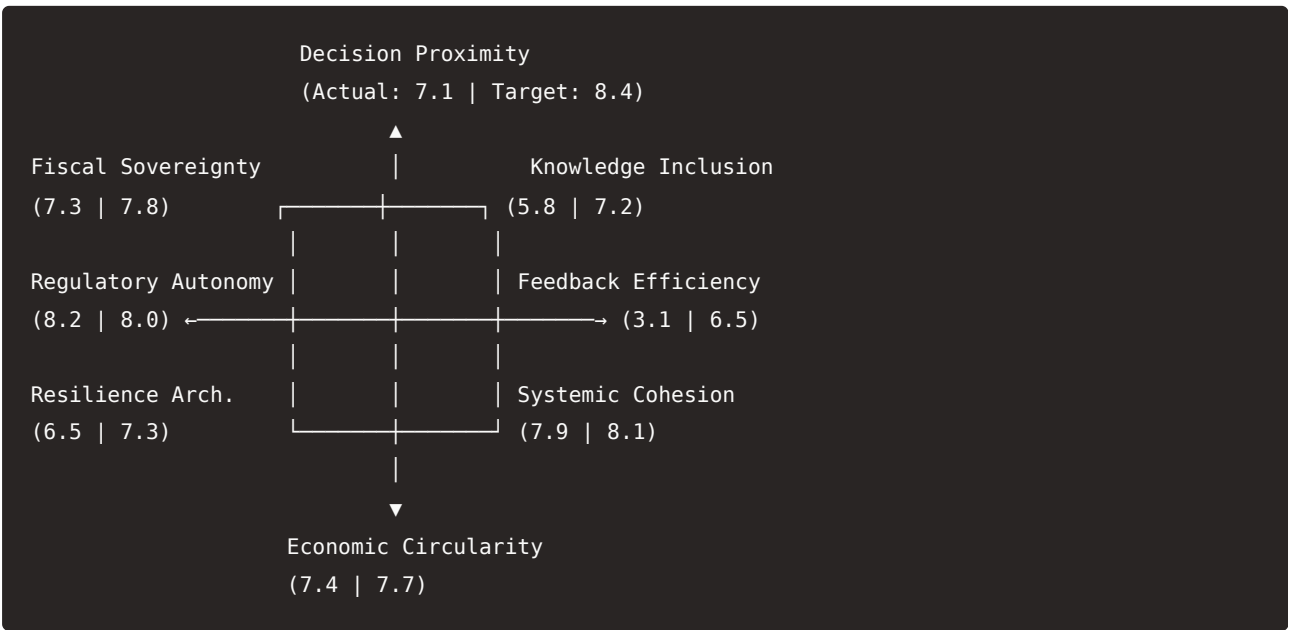 Decision Proximity
(Actual: 7.1 | Target: 8.4)
▲
Fiscal Sovereignty │ Knowledge Inclusion
(7.3 | 7.8) ┌───────┼───────┐ (5.8 | 7.2)
│ │ │
Regulatory Autonomy │ │ │ Feedback Efficiency
(8.2 | 8.0) ←───────┼───────┼───────┼───────→ (3.1 | 6.5)
│ │ │
Resilience Arch. │ │ │ Systemic Cohesion
(6.5 | 7.3) └───────┼───────┘ (7.9 | 8.1)
│
▼
Economic Circularity
(7.4 | 7.7)